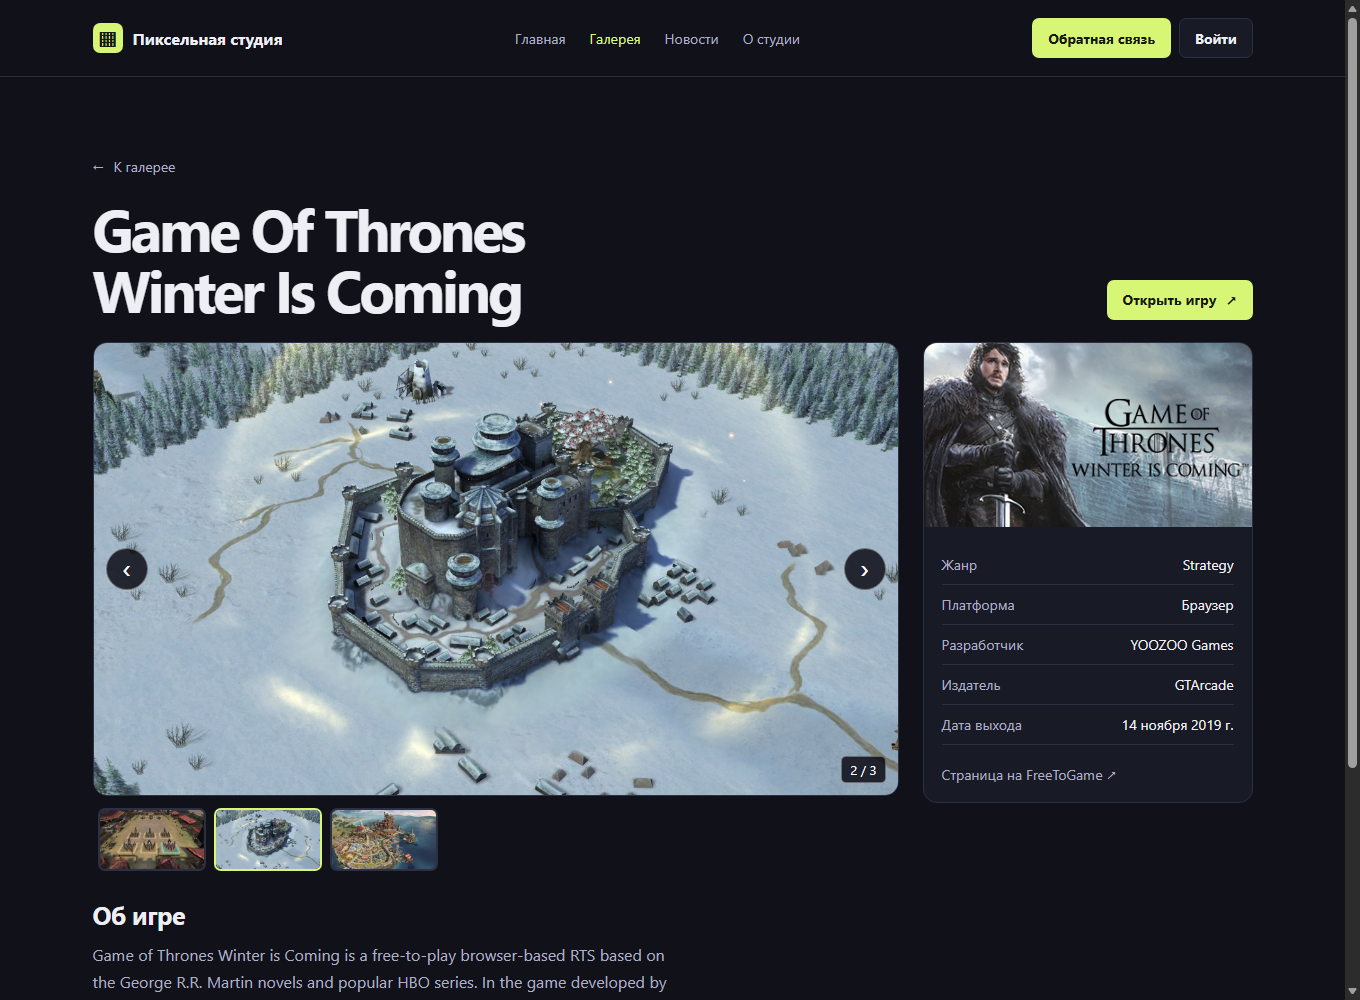 Пиксельная студия
Главная
Галерея
Новости
О студии
Обратная связь
Войти
← К галерее
Game Of Thrones
Winter Is Coming
Открыть игру ↗
‹
›
2 / 3
GAME OF
THRONES
WINTER IS COMING™
Жанр Strategy
Платформа Браузер
Разработчик YOOZOO Games
Издатель GTArcade
Дата выхода 14 ноября 2019 г.
Страница на FreeToGame ↗
Об игре
Game of Thrones Winter is Coming is a free-to-play browser-based RTS based on
the George R.R. Martin novels and popular HBO series. In the game developed by